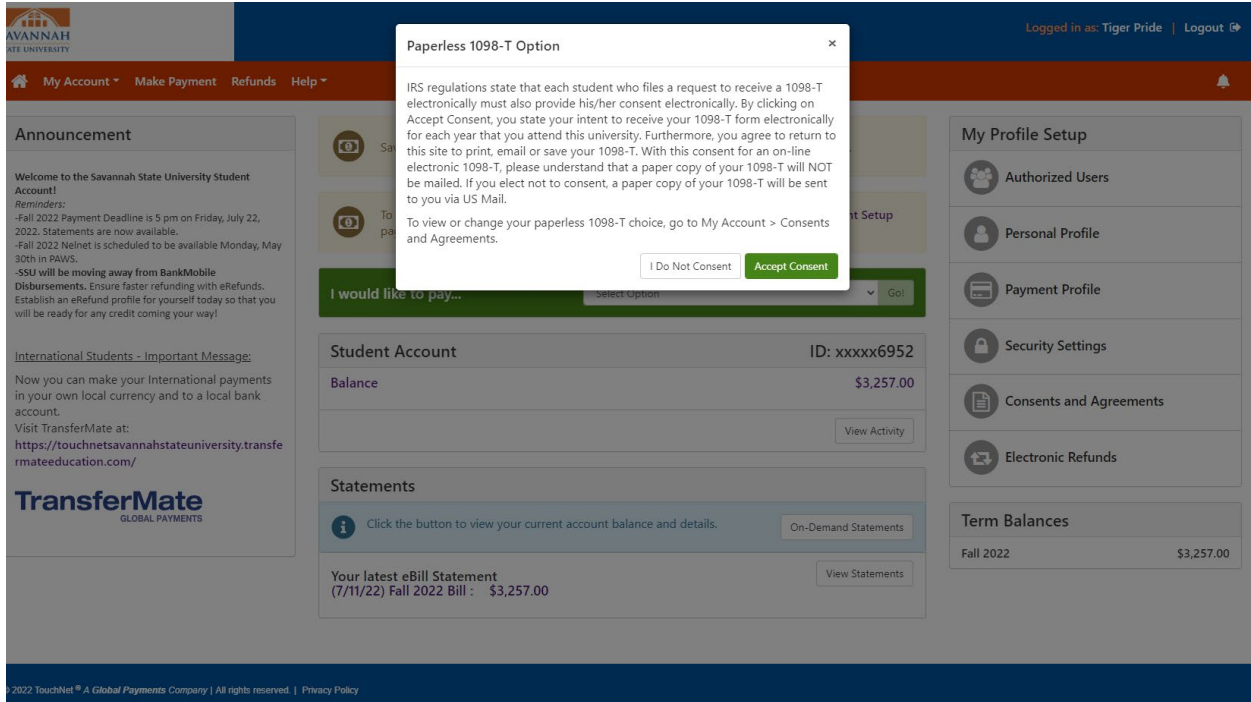 AVANNAH
ATE UNIVERSITY
Logged in as: Tiger Pride | Logout
My Account Make Payment Refunds Help
Paperless 1098-T Option ×
IRS regulations state that each student who files a request to receive a 1098-T
electronically must also provide his/her consent electronically. By clicking on
Accept Consent, you state your intent to receive your 1098-T form electronically
for each year that you attend this university. Furthermore, you agree to return to
this site to print, email or save your 1098-T. With this consent for an on-line
electronic 1098-T, please understand that a paper copy of your 1098-T will NOT
be mailed. If you elect not to consent, a paper copy of your 1098-T will be sent
to you via US Mail.
To view or change your paperless 1098-T choice, go to My Account > Consents
and Agreements.
I Do Not Consent Accept Consent
Announcement
Welcome to the Savannah State University Student
Account!
Reminders:
-Fall 2022 Payment Deadline is 5 pm on Friday, July 22,
2022. Statements are now available.
-Fall 2022 Nelnet is scheduled to be available Monday, May
30th in PAWS.
-SSU will be moving away from BankMobile
Disbursements. Ensure faster refunding with eRefunds.
Establish an eRefund profile for yourself today so that you
will be ready for any credit coming your way!
International Students - Important Message:
Now you can make your International payments
in your own local currency and to a local bank
account.
Visit TransferMate at:
https://touchnetsavannahstateuniversity.transfe
rmateeducation.com/
TransferMate
GLOBAL PAYMENTS
To
nt Setup
I would like to pay... Select Option Go!
Student Account ID: xxxxx6952
Balance $3,257.00
View Activity
Statements
Click the button to view your current account balance and details. On-Demand Statements
Your latest eBill Statement View Statements
(7/11/22) Fall 2022 Bill : $3,257.00
My Profile Setup
Authorized Users
Personal Profile
Payment Profile
Security Settings
Consents and Agreements
Electronic Refunds
Term Balances
Fall 2022 $3,257.00
2022 TouchNet ® A Global Payments Company | All rights reserved. | Privacy Policy